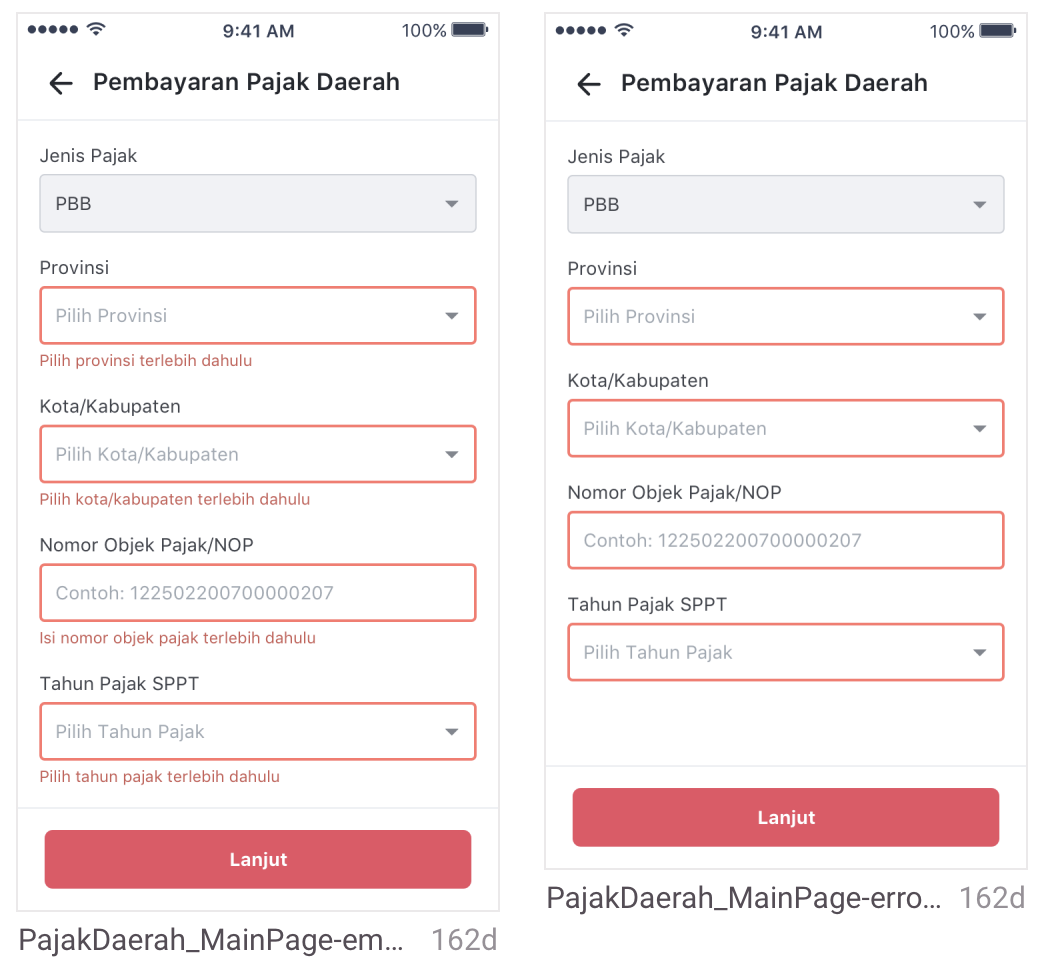 9:41 AM
100%
Pembayaran Pajak Daerah
Jenis Pajak
PBB
Provinsi
Pilih Provinsi
Pilih provinsi terlebih dahulu
Kota/Kabupaten
Pilih Kota/Kabupaten
Pilih kota/kabupaten terlebih dahulu
Nomor Objek Pajak/NOP
Contoh: 122502200700000207
Isi nomor objek pajak terlebih dahulu
Tahun Pajak SPPT
Pilih Tahun Pajak
Pilih tahun pajak terlebih dahulu
Lanjut
PajakDaerah_MainPage-em... 162d
9:41 AM
100%
Pembayaran Pajak Daerah
Jenis Pajak
PBB
Provinsi
Pilih Provinsi
Kota/Kabupaten
Pilih Kota/Kabupaten
Nomor Objek Pajak/NOP
Contoh: 122502200700000207
Tahun Pajak SPPT
Pilih Tahun Pajak
Lanjut
PajakDaerah_MainPage-erro... 162d